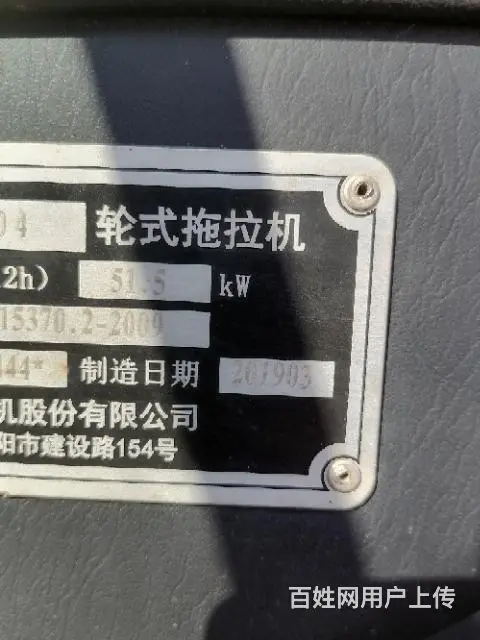 04 轮式拖拉机
12h） 51.5 kW
15370.2-2009
144* 制造日期 201903
机股份有限公司
阳市建设路154号
百姓网用户上传